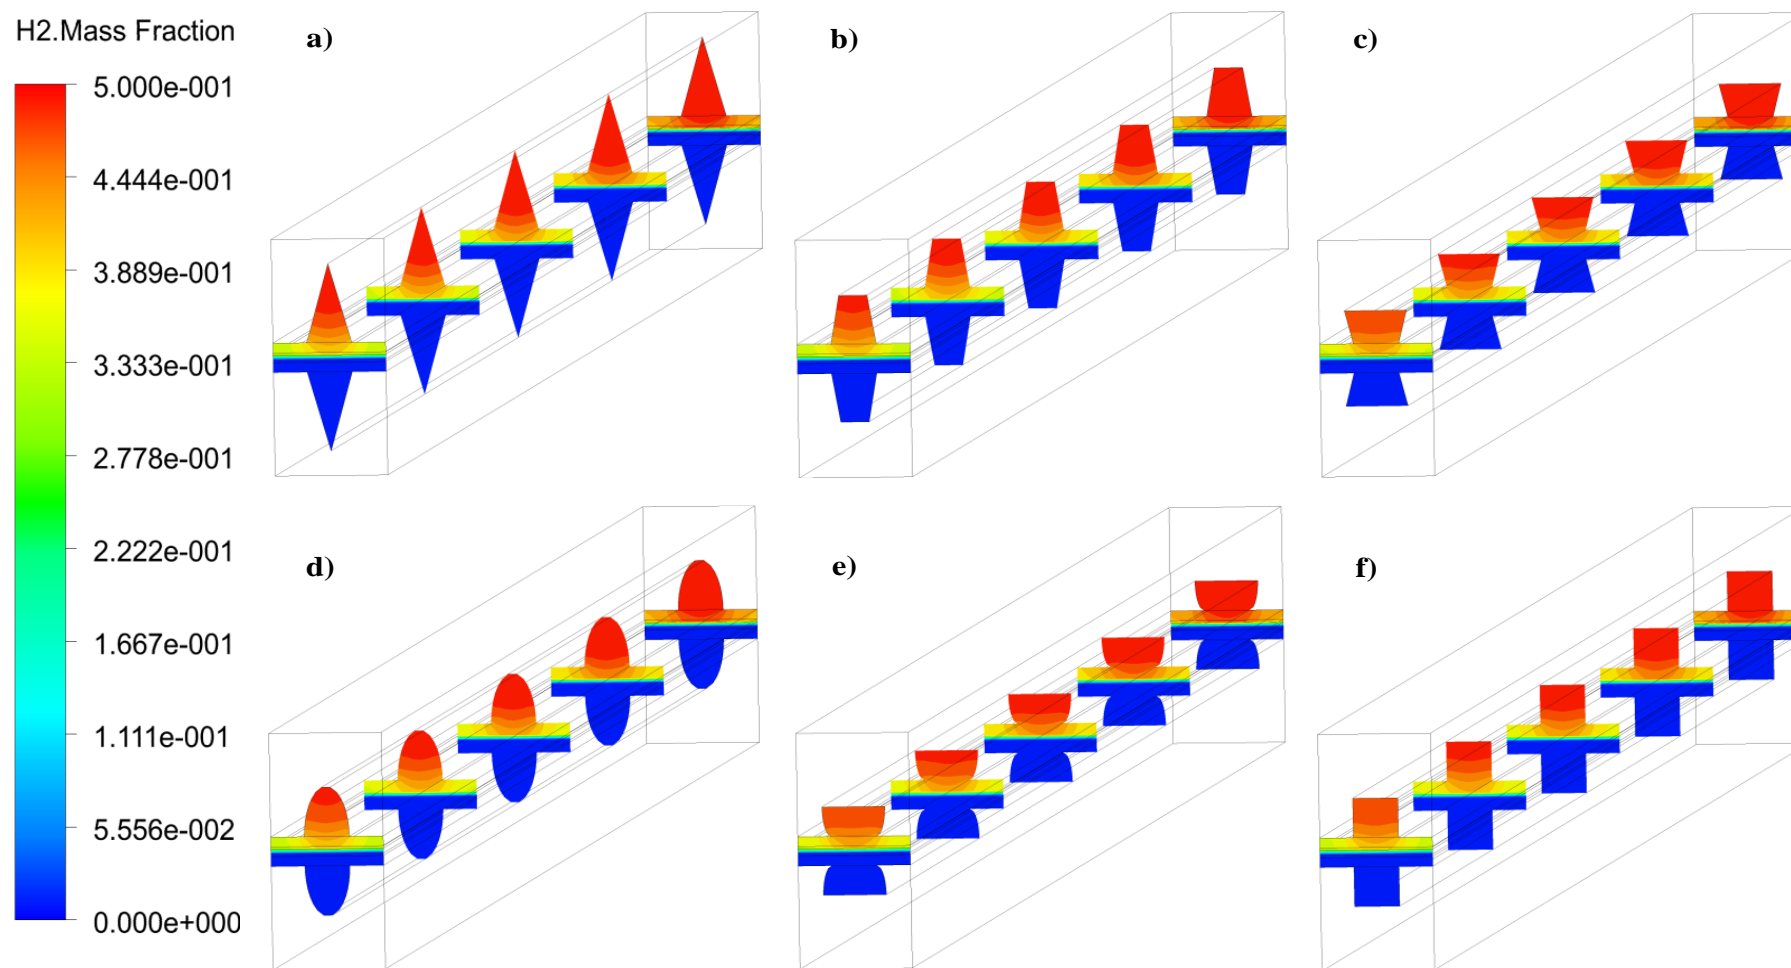 H2.Mass Fraction
5.000e-001
4.444e-001
3.889e-001
3.333e-001
2.778e-001
2.222e-001
1.667e-001
1.111e-001
5.556e-002
0.000e+000
a)
b)
c)
d)
e)
f)